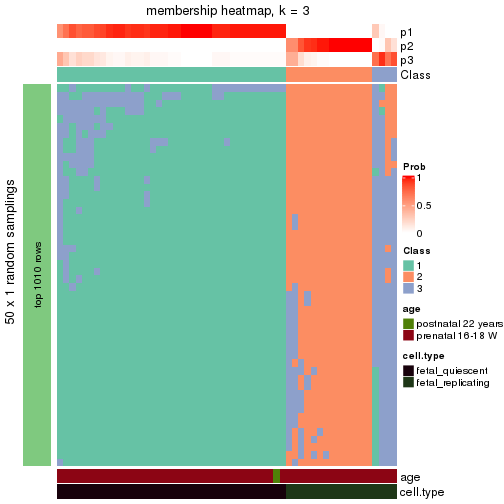 membership heatmap, k = 3
p1
p2
p3
Class
50 x 1 random samplings
top 1010 rows
Prob
1
0.5
0
Class
1
2
3
age
postnatal 22 years
prenatal 16-18 W
cell.type
fetal_quiescent
fetal_replicating
age
cell.type